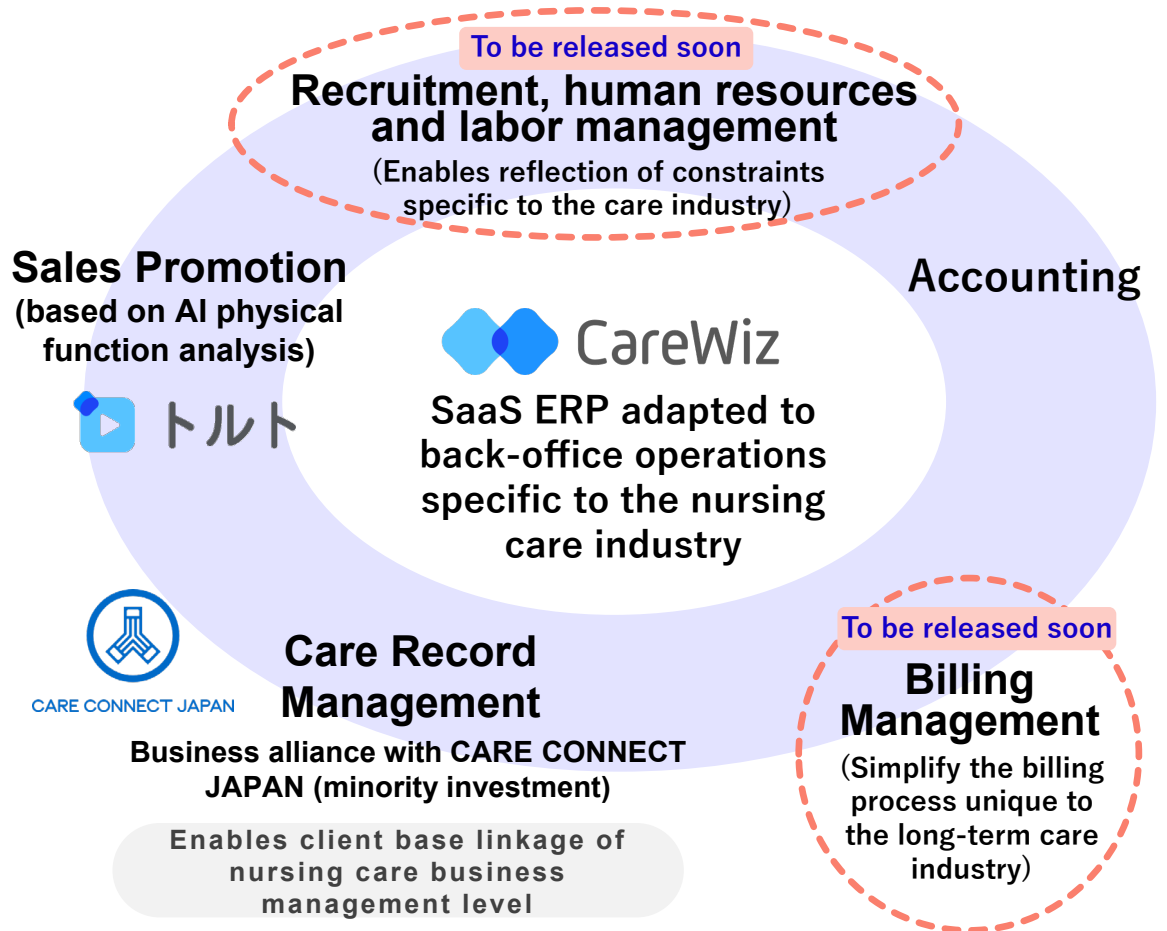 To be released soon
Recruitment, human resources
and labor management
(Enables reflection of constraints
specific to the care industry)
Sales Promotion
(based on AI physical
function analysis)
トルト
Accounting
CareWiz
SaaS ERP adapted to
back-office operations
specific to the nursing
care industry
CARE CONNECT JAPAN
Care Record
Management
Business alliance with CARE CONNECT
JAPAN (minority investment)
Enables client base linkage of
nursing care business
management level
To be released soon
Billing
Management
(Simplify the billing
process unique to
the long-term care
industry)